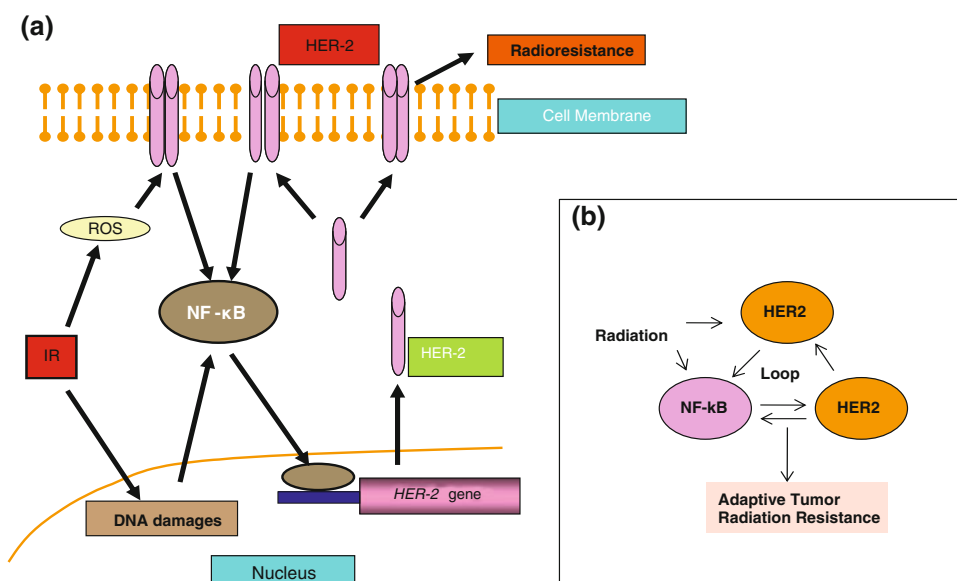 (a)
HER-2
Radioresistance
Cell Membrane
ROS
NF-κB
IR
HER-2
HER-2 gene
DNA damages
Nucleus
(b)
HER2
Radiation
Loop
NF-kB
HER2
Adaptive Tumor
Radiation Resistance